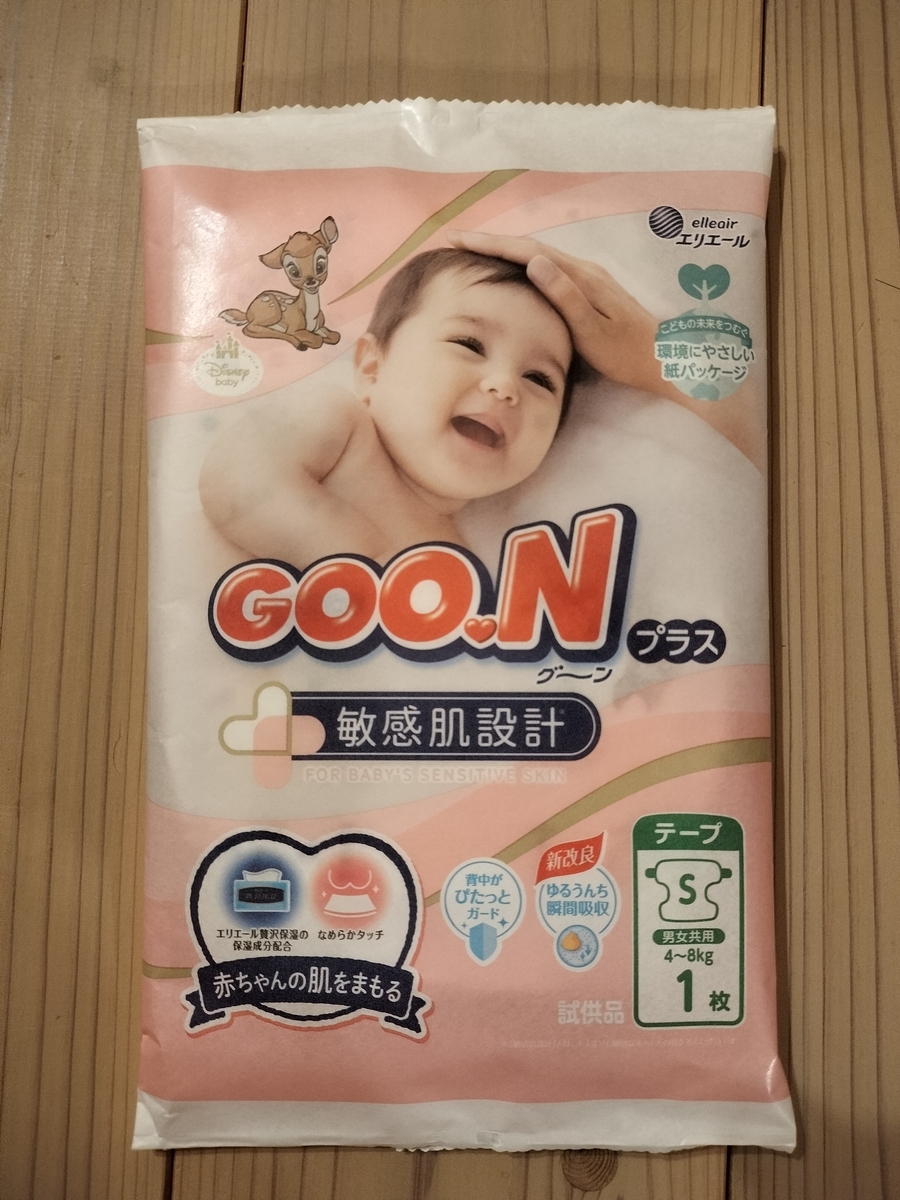 elleair
エリエール
こどもの未来をつむぐ
環境にやさしい
紙パッケージ
Disney
baby
GOO.N
プラス
グーン
敏感肌設計
FOR BABY'S SENSITIVE SKIN
エリエール贅沢保湿の
保湿成分配合
なめらかタッチ
赤ちゃんの肌をまもる
背中が
ぴたっと
ガード
新改良
ゆるうんち
瞬間吸収
テープ
S
男女共用
4～8kg
1枚
試供品